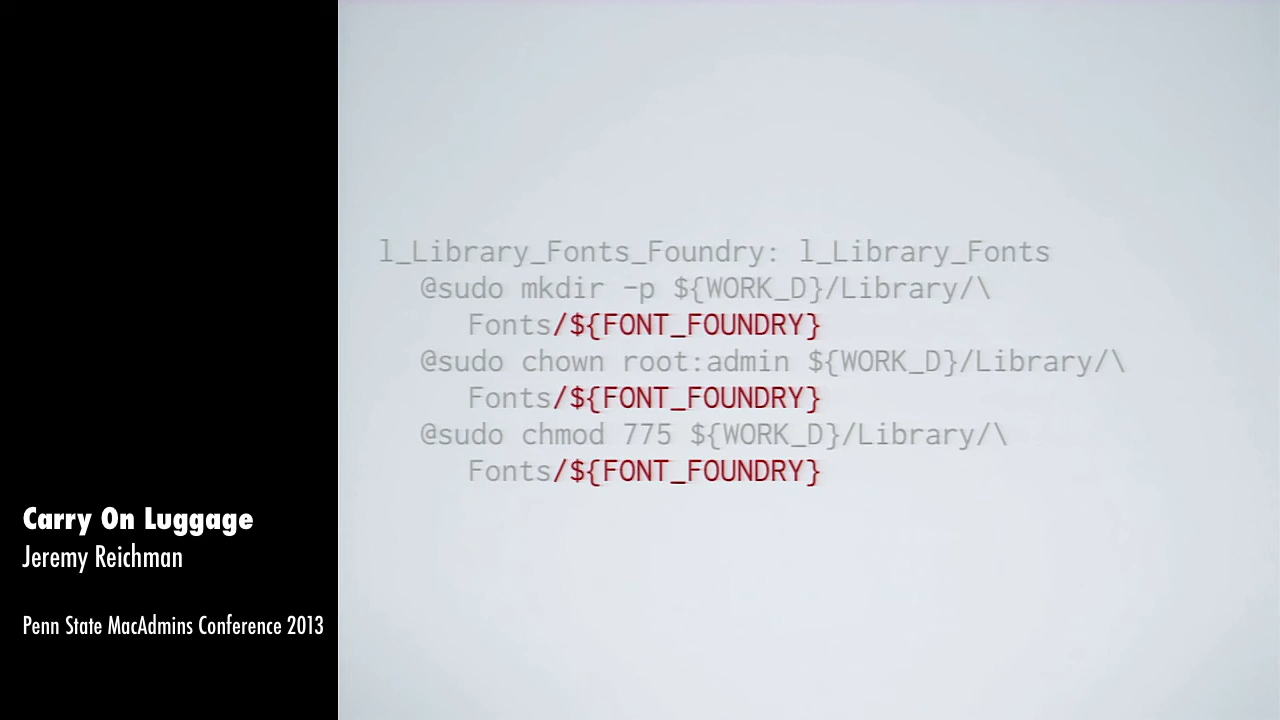 l_Library_Fonts_Foundry: l_Library_Fonts
@sudo mkdir -p ${WORK_D}/Library/\
Fonts/${FONT_FOUNDRY}
@sudo chown root:admin ${WORK_D}/Library/\
Fonts/${FONT_FOUNDRY}
@sudo chmod 775 ${WORK_D}/Library/\
Fonts/${FONT_FOUNDRY}
Carry On Luggage
Jeremy Reichman
Penn State MacAdmins Conference 2013